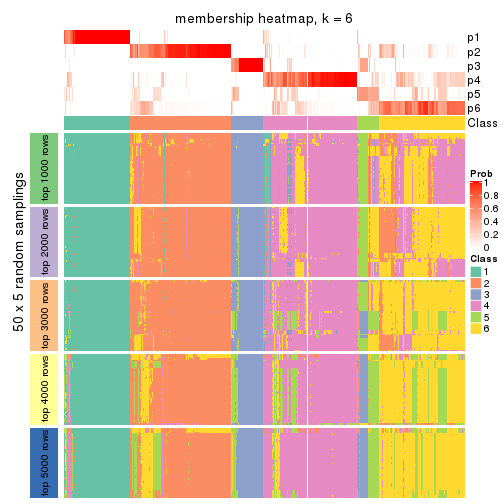 membership heatmap, k = 6
p1
p2
p3
p4
p5
p6
Class
50 x 5 random samplings
top 1000 rows
top 2000 rows
top 3000 rows
top 4000 rows
top 5000 rows
Prob
1
0.8
0.6
0.4
0.2
0
Class
1
2
3
4
5
6